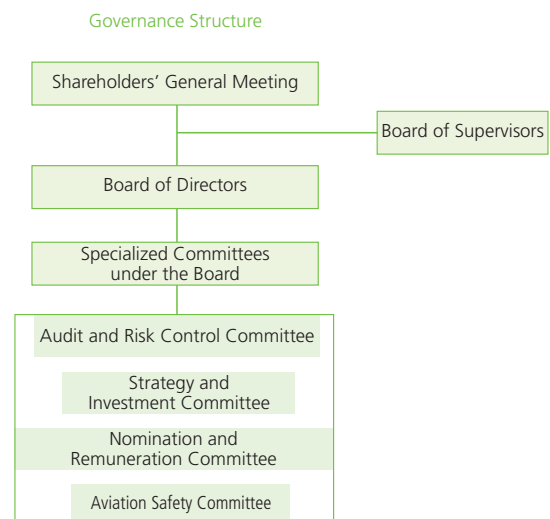 Governance Structure
Shareholders’ General Meeting
Board of Supervisors
Board of Directors
Specialized Committees
under the Board
Audit and Risk Control Committee
Strategy and
Investment Committee
Nomination and
Remuneration Committee
Aviation Safety Committee